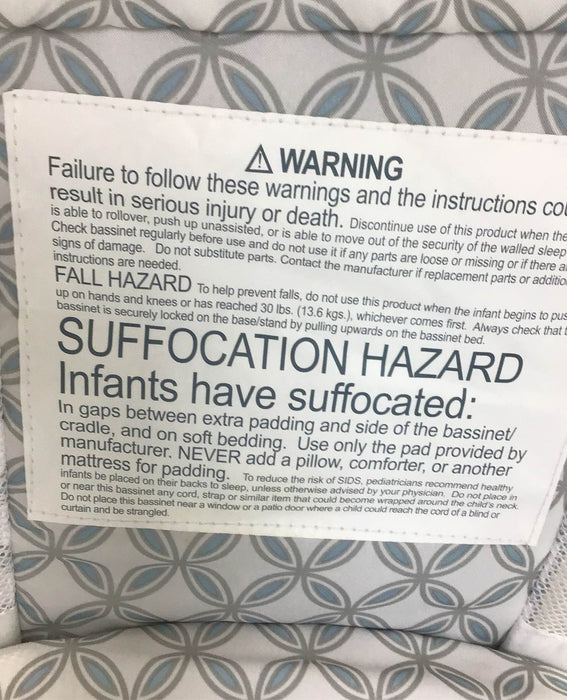 ⚠ WARNING
Failure to follow these warnings and the instructions cou
result in serious injury or death. Discontinue use of this product when the
is able to rollover, push up unassisted, or is able to move out of the security of the walled sleep
Check bassinet regularly before use and do not use it if any parts are loose or missing or if there a
signs of damage. Do not substitute parts. Contact the manufacturer if replacement parts or additio
instructions are needed.
FALL HAZARD To help prevent falls, do not use this product when the infant begins to pus
up on hands and knees or has reached 30 lbs. (13.6 kgs.), whichever comes first. Always check that t
bassinet is securely locked on the base/stand by pulling upwards on the bassinet bed.
SUFFOCATION HAZARD
Infants have suffocated:
In gaps between extra padding and side of the bassinet/
cradle, and on soft bedding. Use only the pad provided by
manufacturer. NEVER add a pillow, comforter, or another
mattress for padding. To reduce the risk of SIDS, pediatricians recommend healthy
infants be placed on their backs to sleep, unless otherwise advised by your physician. Do not place in
or near this bassinet any cord, strap or similar item that could become wrapped around the child's neck.
Do not place this bassinet near a window or a patio door where a child could reach the cord of a blind or
curtain and be strangled.